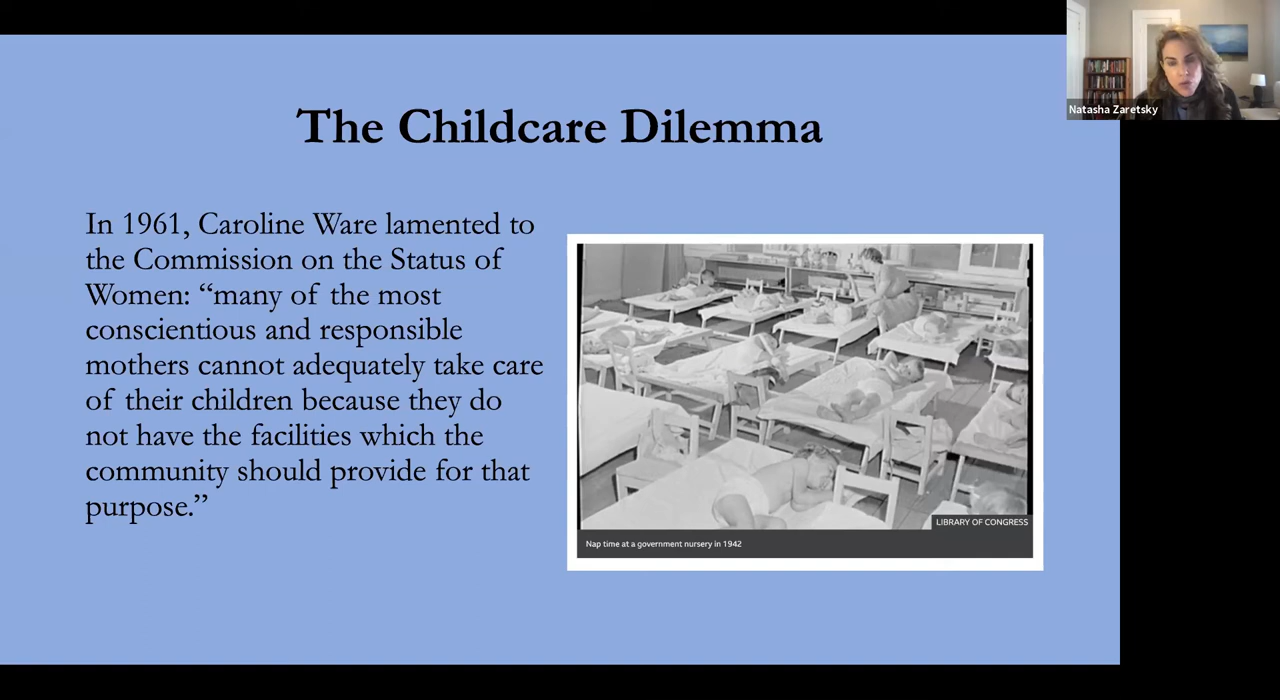 Natasha Zaretsky
The Childcare Dilemma
In 1961, Caroline Ware lamented to
the Commission on the Status of
Women: “many of the most
conscientious and responsible
mothers cannot adequately take care
of their children because they do
not have the facilities which the
community should provide for that
purpose.”
LIBRARY OF CONGRESS
Nap time at a government nursery in 1942